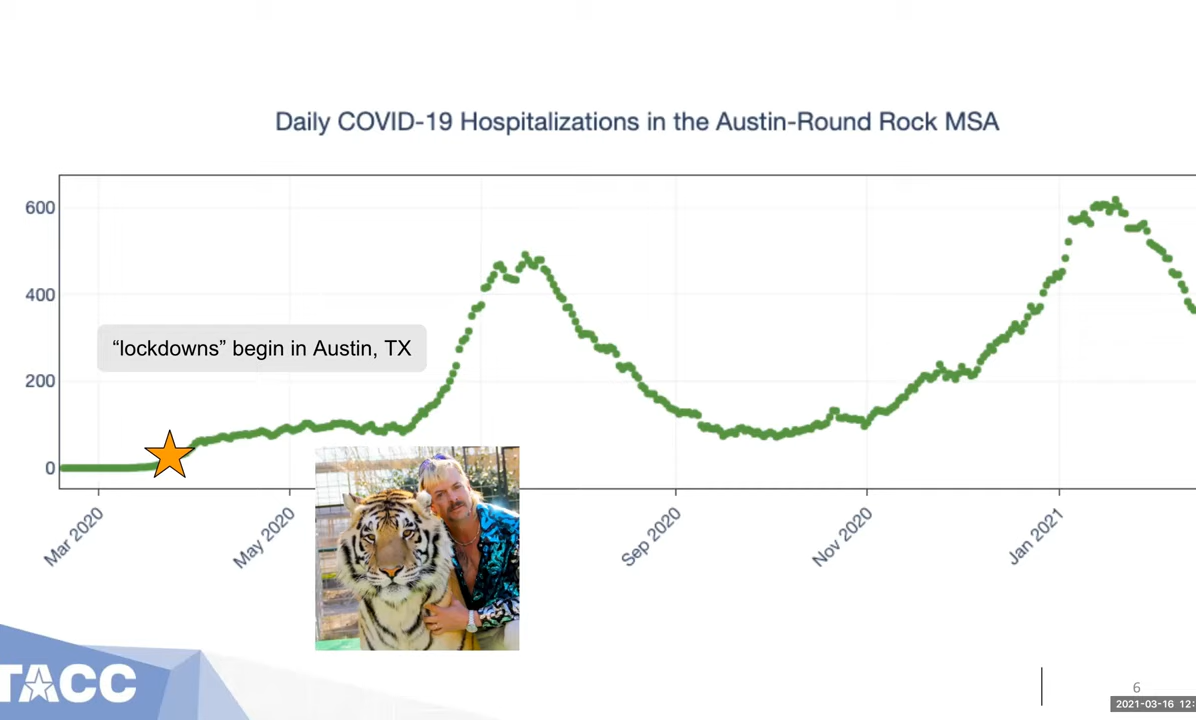 Daily COVID-19 Hospitalizations in the Austin-Round Rock MSA
600
400
“lockdowns” begin in Austin, TX
200
0
Mar 2020
May 2020
Sep 2020
Nov 2020
Jan 2021
TACC
6
2021-03-16 12: